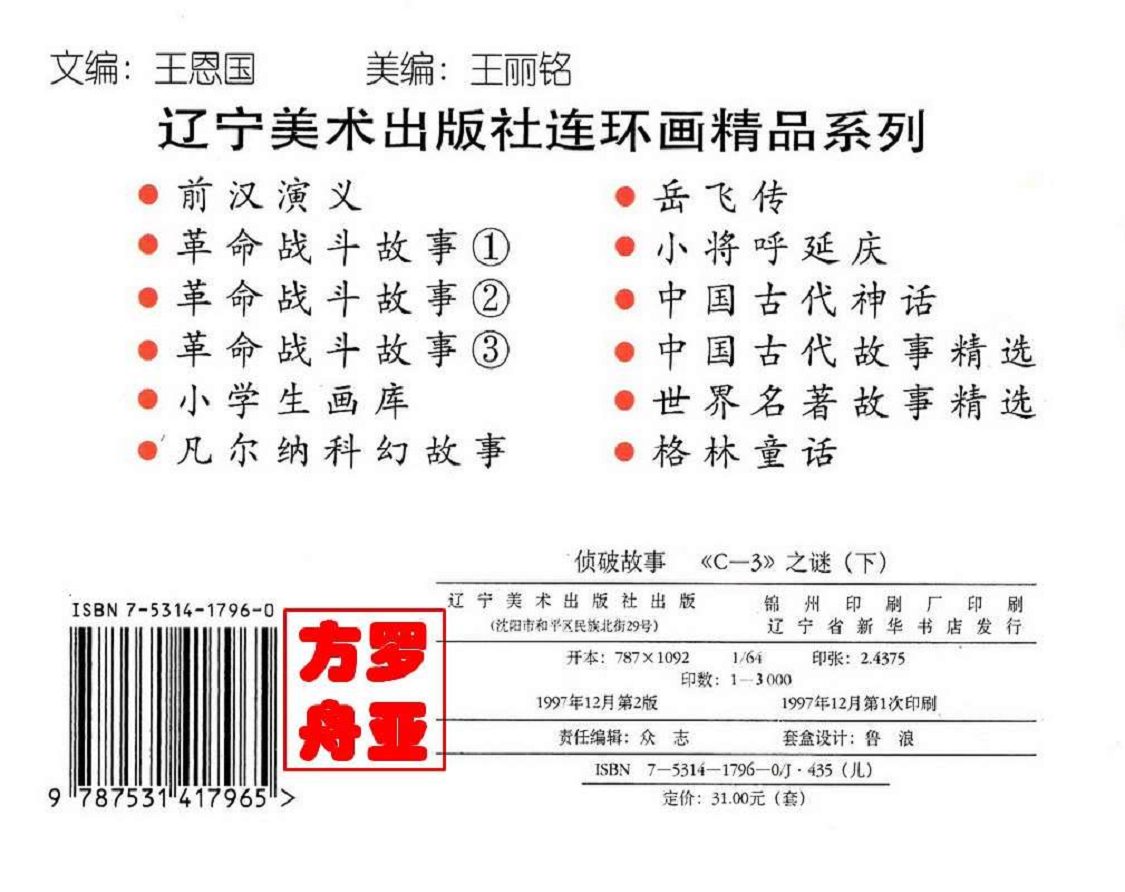 文编：王恩国 美编：王丽铭
辽宁美术出版社连环画精品系列
● 前汉演义
● 革命战斗故事①
● 革命战斗故事②
● 革命战斗故事③
● 小学生画库
● 凡尔纳科幻故事
● 岳飞传
● 小将呼延庆
● 中国古代神话
● 中国古代故事精选
● 世界名著故事精选
● 格林童话
ISBN 7-5314-1796-0
9 787531 417965 >
方罗
舟亚
侦破故事 《C—3》之谜（下）
辽宁美术出版社出版
（沈阳市和平区民族北街29号）
锦州印刷厂印刷
辽宁省新华书店发行
开本：787×1092 1/64 印张：2.4375
印数：1—3000
1997年12月第2版 1997年12月第1次印刷
责任编辑：众志 套盒设计：鲁浪
ISBN 7—5314—1796—0/J·435（儿）
定价：31.00元（套）